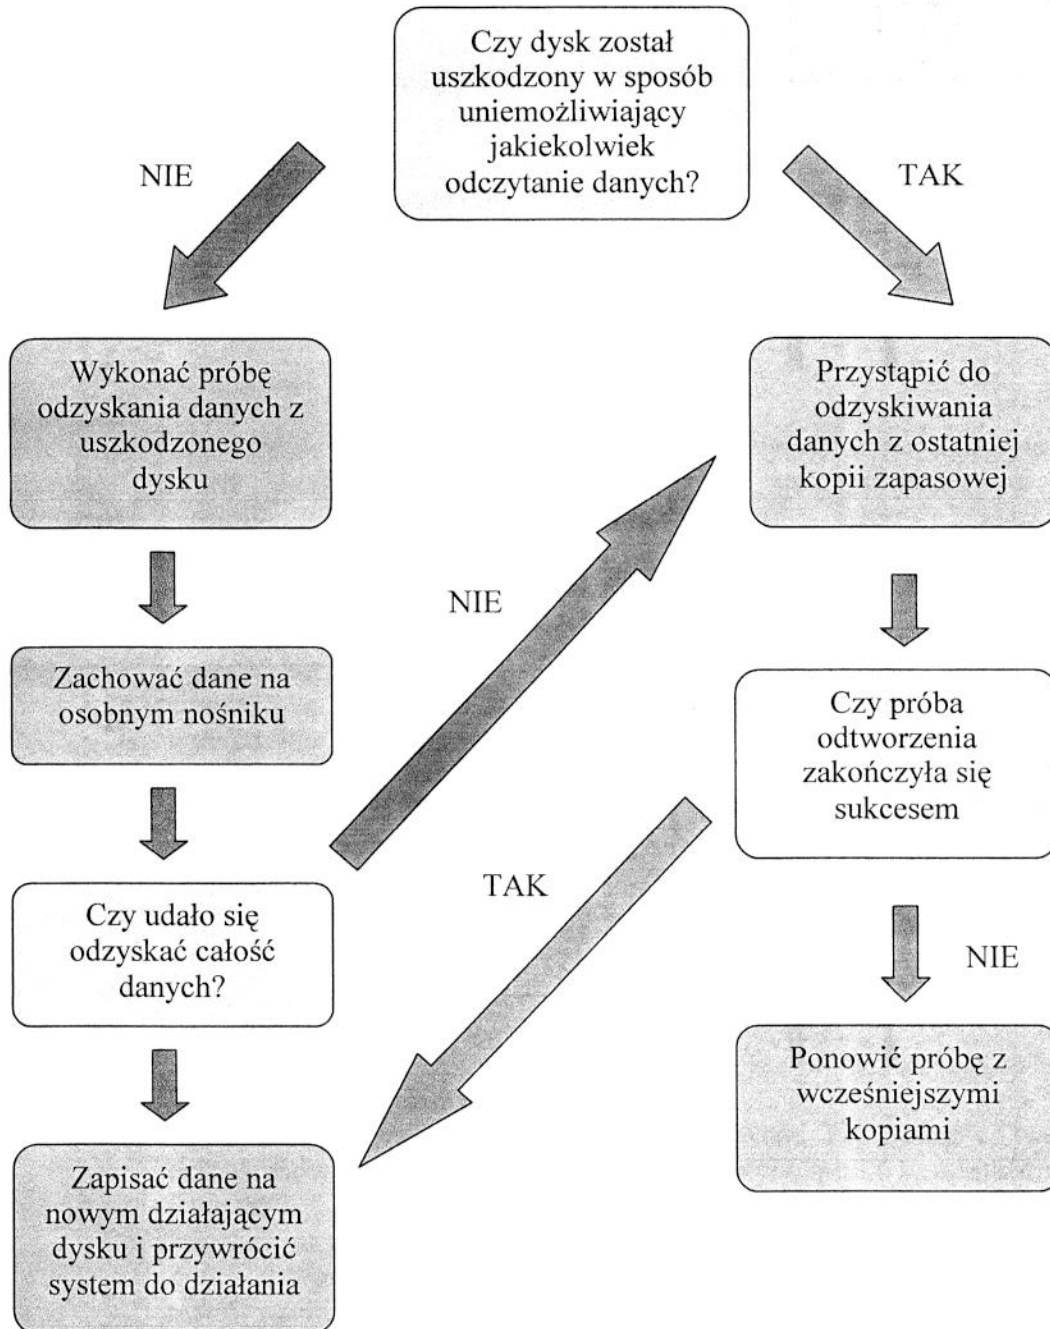 Czy dysk został
uszkodzony w sposób
uniemożliwiający
jakiekolwiek
odczytanie danych?
NIE
TAK
Wykonać próbę
odzyskania danych z
uszkodzonego
dysku
Przystąpić do
odzyskiwania
danych z ostatniej
kopii zapasowej
NIE
Zachować dane na
osobnym nośniku
Czy próba
odtworzenia
zakończyła się
sukcesem
TAK
Czy udało się
odzyskać całość
danych?
NIE
Ponowić próbę z
wcześniejszymi
kopiami
Zapisać dane na
nowym działającym
dysku i przywrócić
system do działania